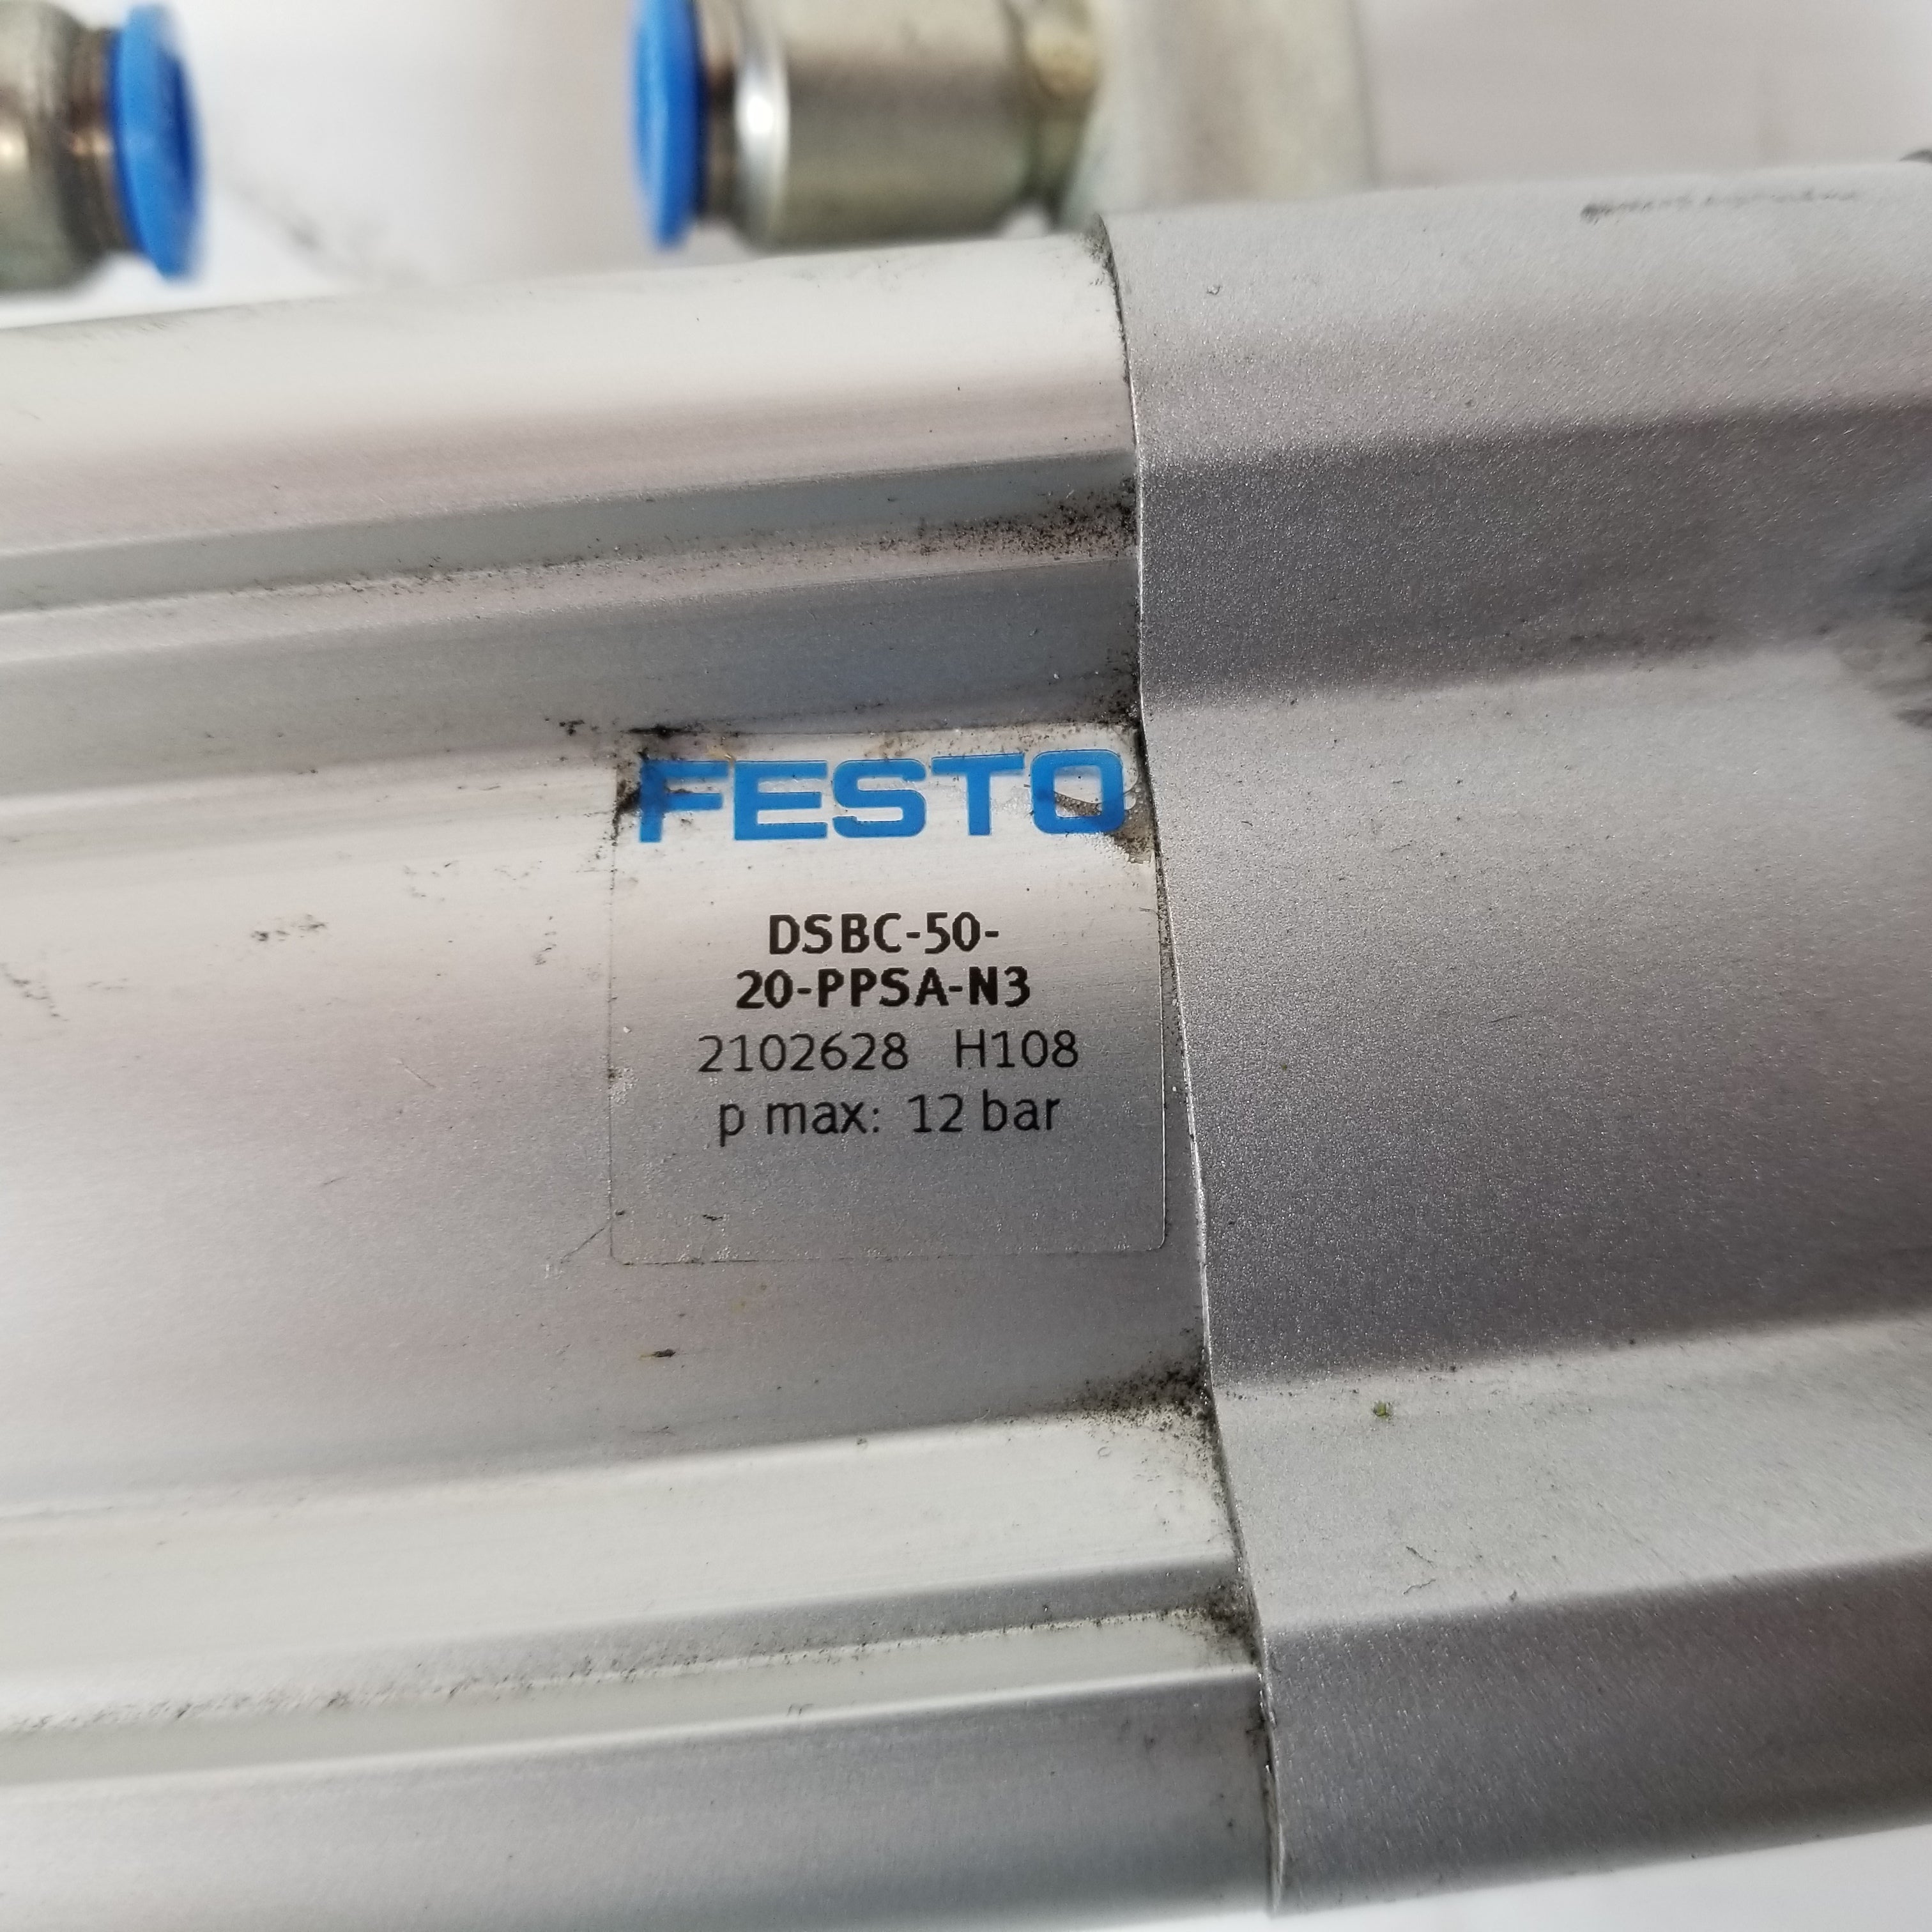 FESTO
DSBC-50-
20-PPSA-N3
2102628 H108
p max: 12 bar